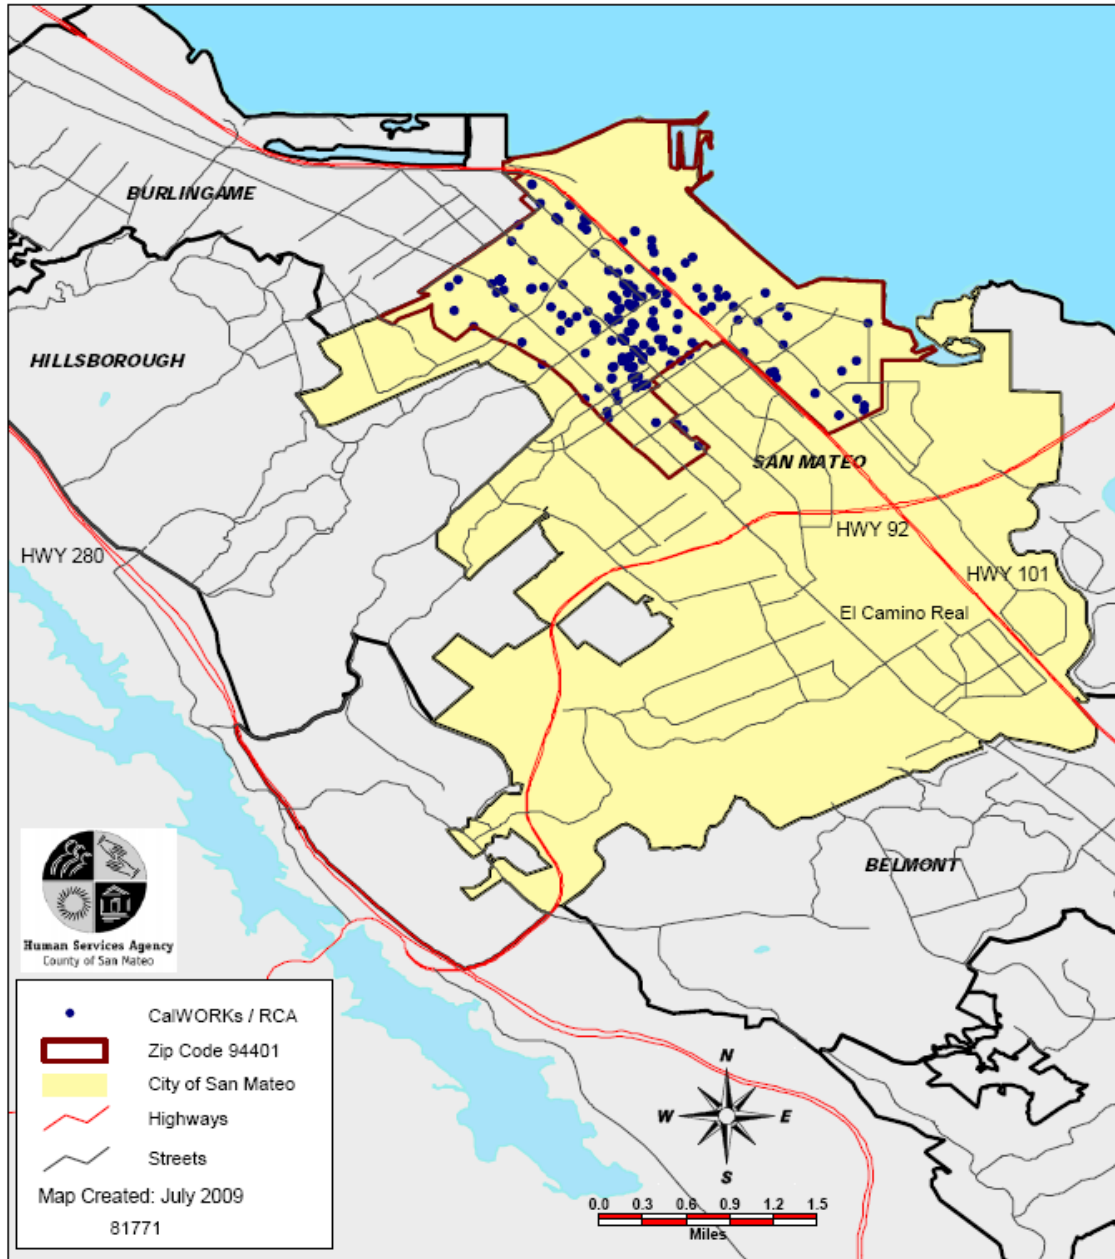 BURLINGAME
HILLSBOROUGH
SAN MATEO
HWY 92
HWY 280
HWY 101
El Camino Real
BELMONT
Human Services Agency
County of San Mateo
CalWORKs / RCA
Zip Code 94401
City of San Mateo
Highways
Streets
Map Created: July 2009
81771
N
W E
S
0.0 0.3 0.6 0.9 1.2 1.5
Miles